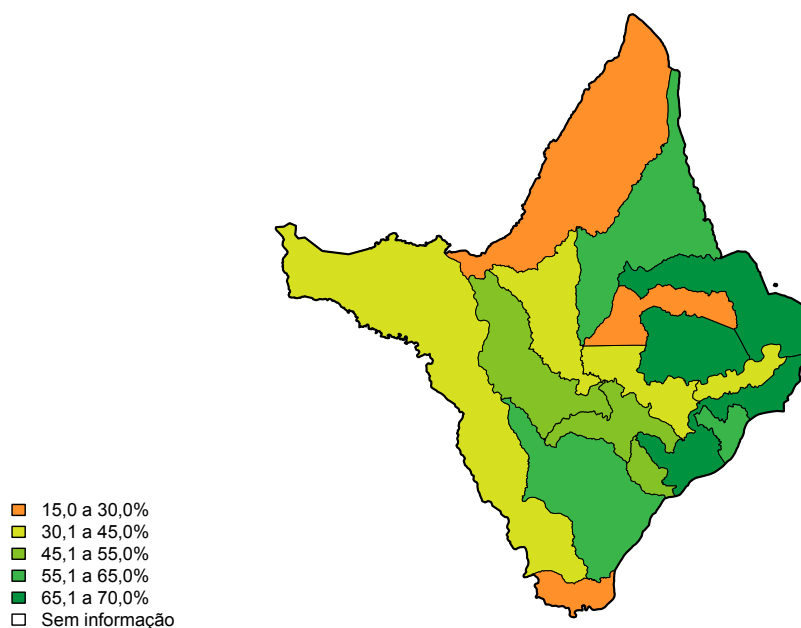 15,0 a 30,0%
30,1 a 45,0%
45,1 a 55,0%
55,1 a 65,0%
65,1 a 70,0%
Sem informação